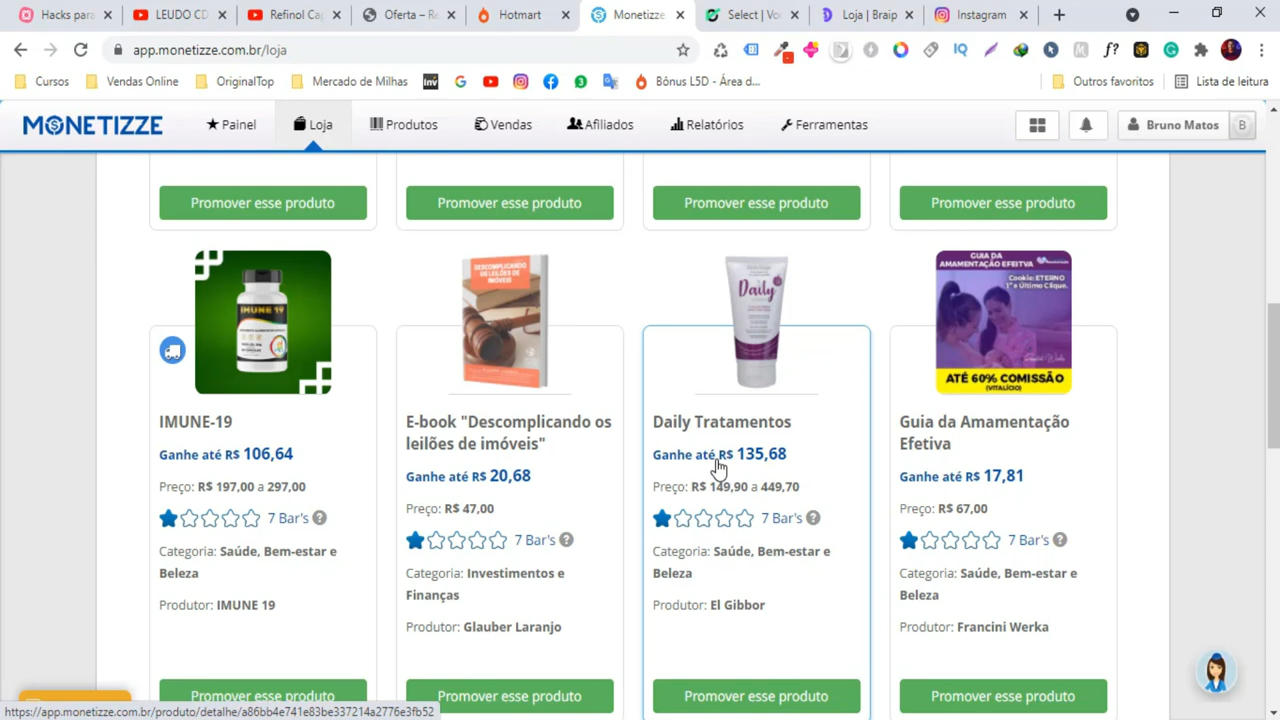 Hacks para
LEUDO CD
Refinol Ca
Oferta – Re
Hotmart
Monetizze
Select | Vo
Loja | Braip
Instagram
app.monetizze.com.br/loja
Cursos
Vendas Online
OriginalTop
Mercado de Milhas
Inv
Bônus L5D - Área d...
Outros favoritos
Lista de leitura
MONETIZZE
Painel
Loja
Produtos
Vendas
Afiliados
Relatórios
Ferramentas
Bruno Matos
B
Promover esse produto
Promover esse produto
Promover esse produto
Promover esse produto
IMUNE 19
IMUNE-19
Ganhe até R$ 106,64
Preço: R$ 197,00 a 297,00
7 Bar's
Categoria: Saúde, Bem-estar e
Beleza
Produtor: IMUNE 19
Promover esse produto
DESCOMPLICANDO
OS LEILÕES DE
IMÓVEIS
E-book "Descomplicando os
leilões de imóveis"
Ganhe até R$ 20,68
Preço: R$ 47,00
7 Bar's
Categoria: Investimentos e
Finanças
Produtor: Glauber Laranjo
Promover esse produto
Daily
Daily Tratamentos
Ganhe até R$ 135,68
Preço: R$ 149,90 a 449,70
7 Bar's
Categoria: Saúde, Bem-estar e
Beleza
Produtor: El Gibbor
Promover esse produto
GUIA DA
AMAMENTAÇÃO EFEITVA
Cookie: ETERNO
1º e Último Clique.
ATÉ 60% COMISSÃO
(VITALÍCIO)
Guia da Amamentação
Efetiva
Ganhe até R$ 17,81
Preço: R$ 67,00
7 Bar's
Categoria: Saúde, Bem-estar e
Beleza
Produtor: Francini Werka
Promover esse produto
https://app.monetizze.com.br/produto/detalhe/a86bb4e741e83be337214a2776e3fb52